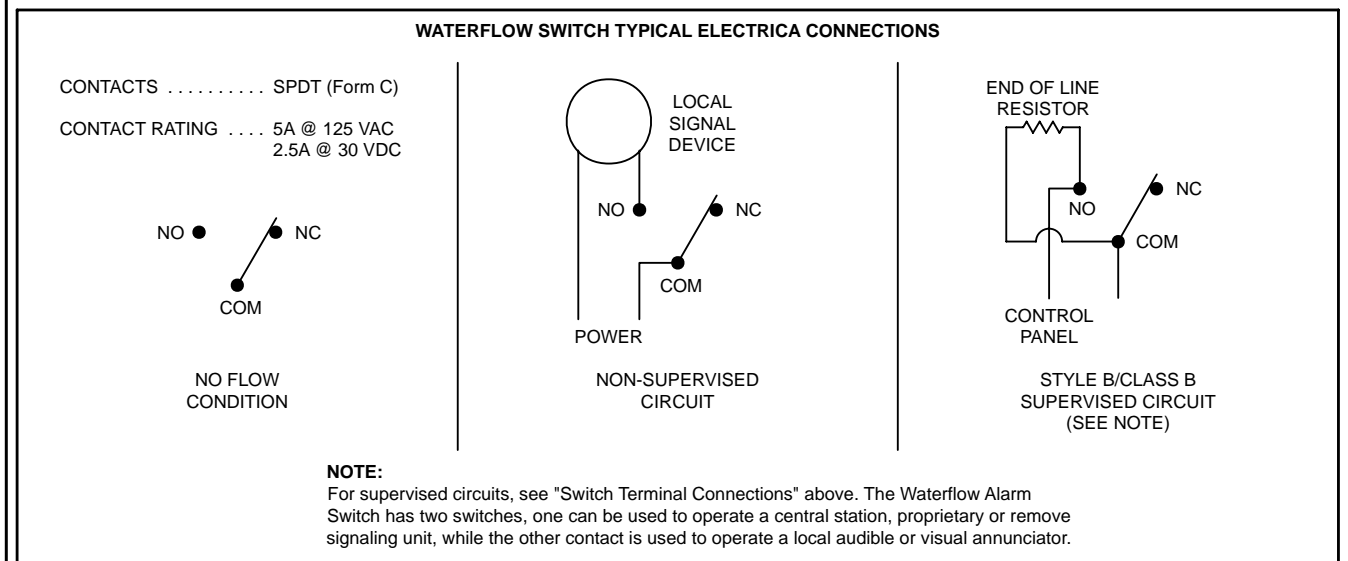 WATERFLOW SWITCH TYPICAL ELECTRICA CONNECTIONS
CONTACTS . . . . . . . . . . SPDT (Form C)
CONTACT RATING . . . . 5A @ 125 VAC
2.5A @ 30 VDC
NO
NC
COM
NO FLOW
CONDITION
LOCAL
SIGNAL
DEVICE
NO
NC
COM
POWER
NON-SUPERVISED
CIRCUIT
END OF LINE
RESISTOR
NC
NO
COM
CONTROL
PANEL
STYLE B/CLASS B
SUPERVISED CIRCUIT
(SEE NOTE)
NOTE:
For supervised circuits, see "Switch Terminal Connections" above. The Waterflow Alarm
Switch has two switches, one can be used to operate a central station, proprietary or remove
signaling unit, while the other contact is used to operate a local audible or visual annunciator.